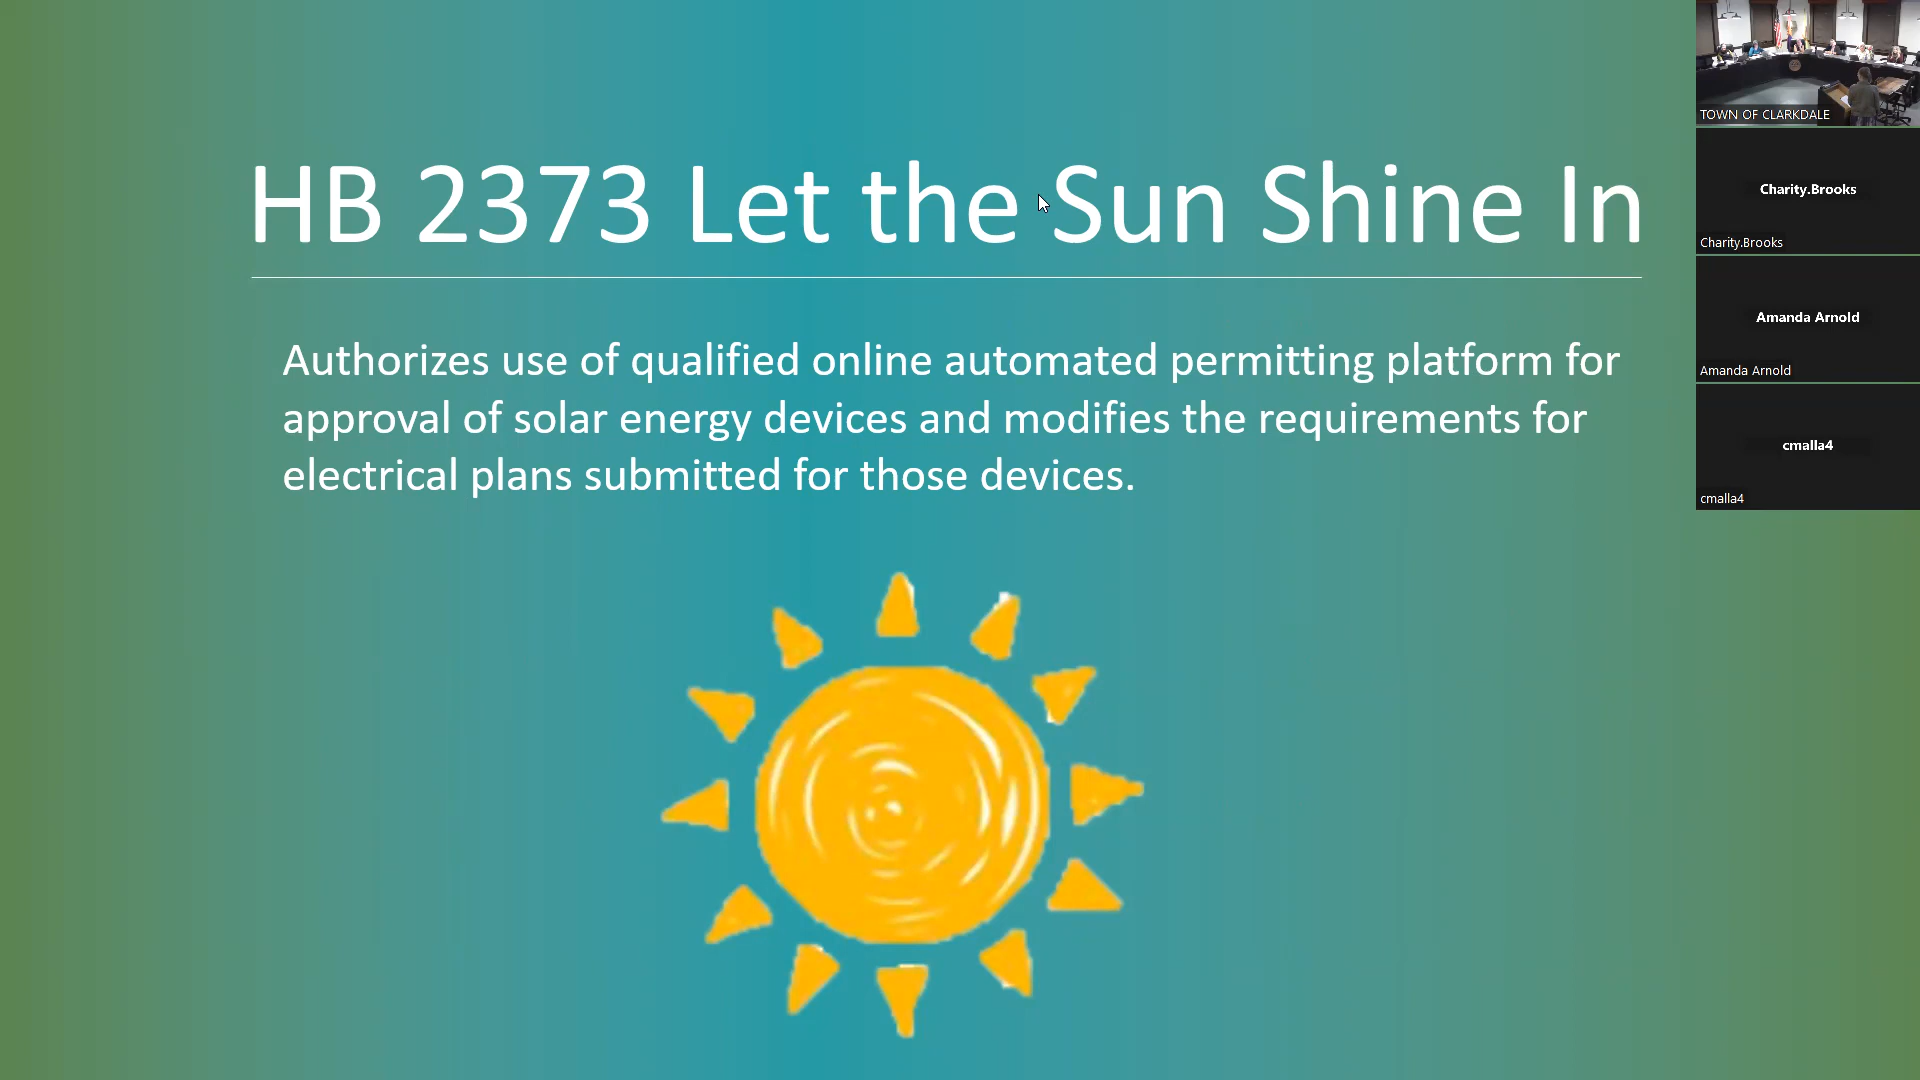 HB 2373 Let the Sun Shine In
Authorizes use of qualified online automated permitting platform for
approval of solar energy devices and modifies the requirements for
electrical plans submitted for those devices.
TOWN OF CLARKDALE
Charity.Brooks
Charity.Brooks
Amanda Arnold
Amanda Arnold
cmalla4
cmalla4